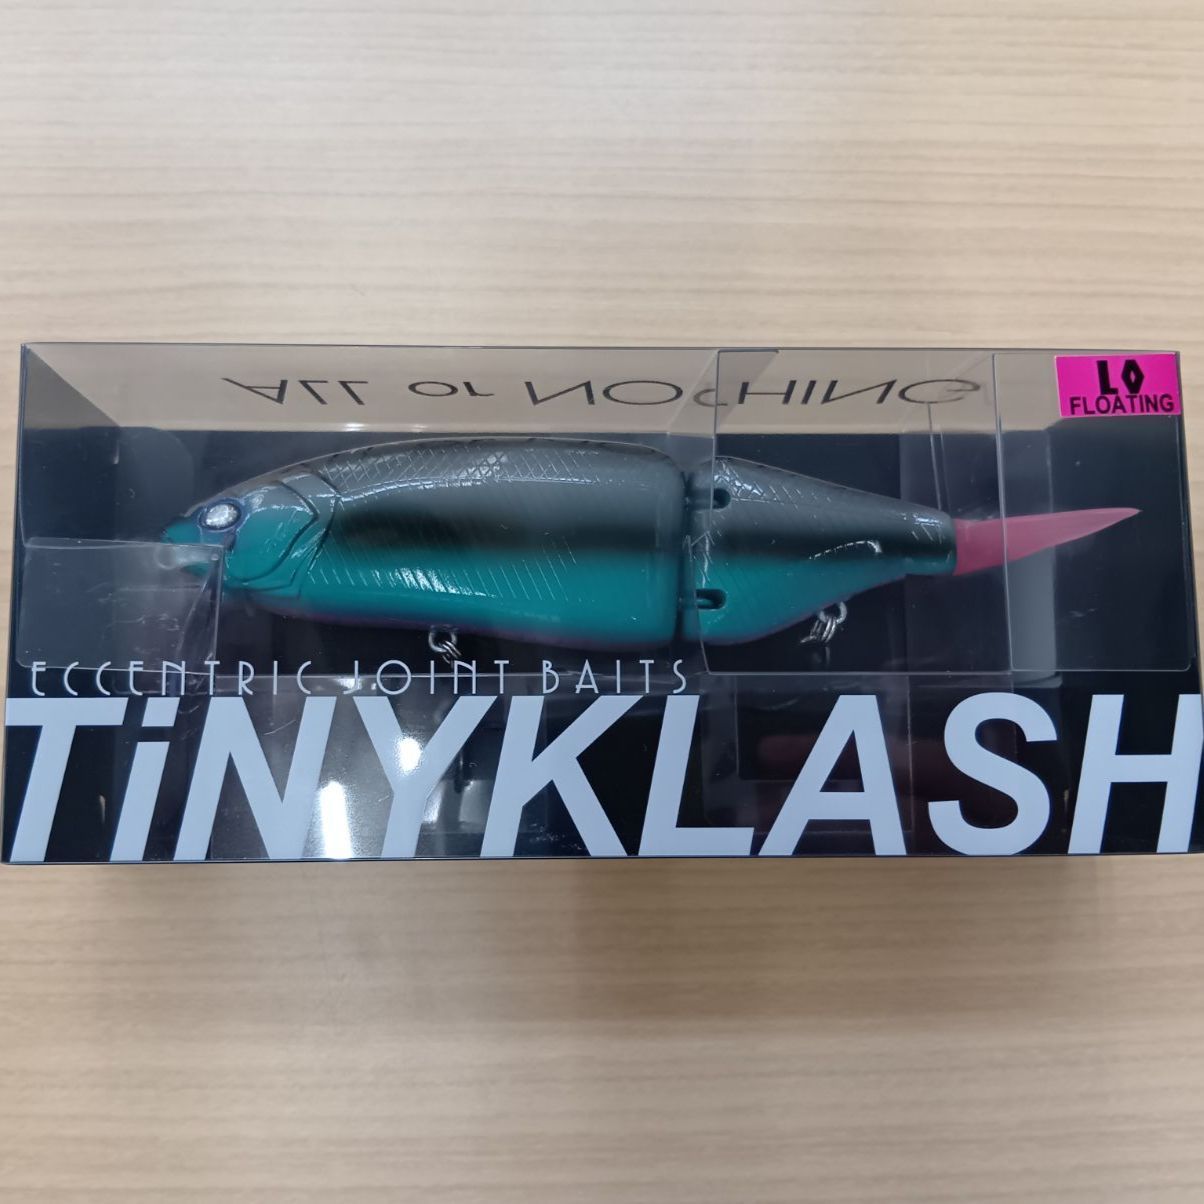 ALL or NOTHING
LO
FLOATING
ECCENTRIC JOINT BAITS
TiNYKLASH